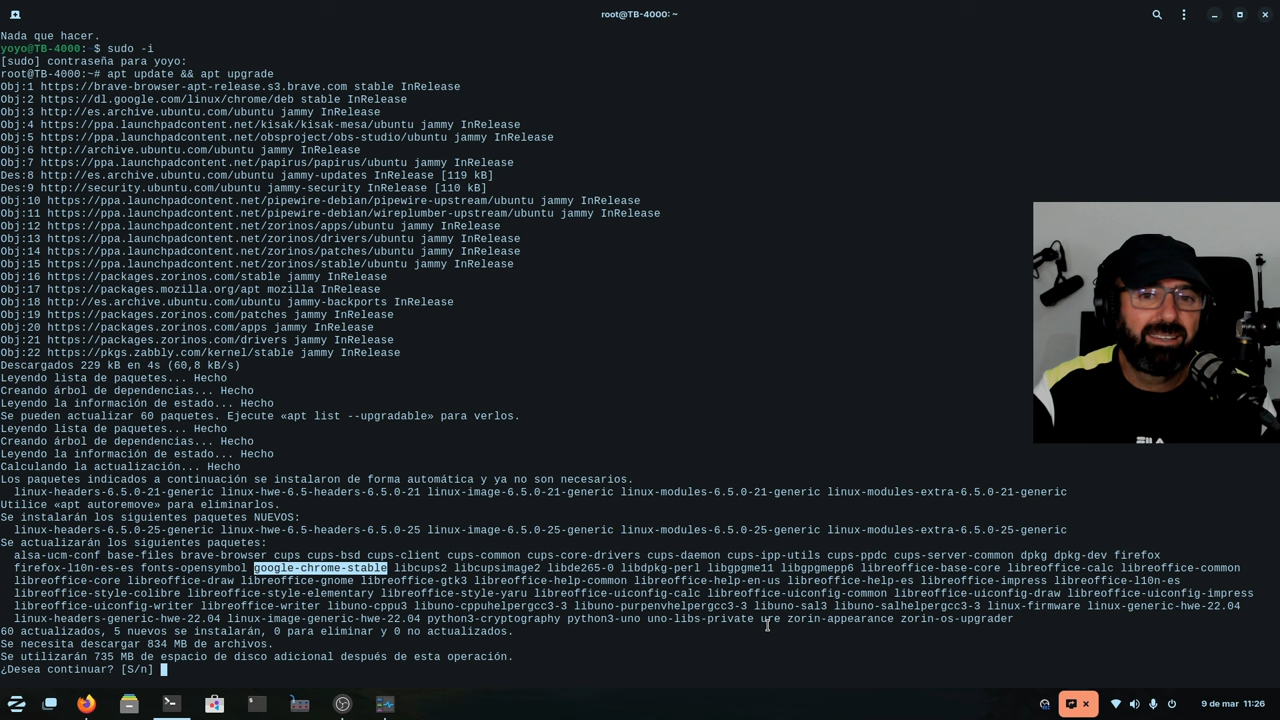 root@TB-4000: ~
Nada que hacer.
yoyo@TB-4000: $ sudo -i
[sudo] contraseña para yoyo:
root@TB-4000:~# apt update && apt upgrade
Obj:1 https://brave-browser-apt-release.s3.brave.com stable InRelease
Obj:2 https://dl.google.com/linux/chrome/deb stable InRelease
Obj:3 http://es.archive.ubuntu.com/ubuntu jammy InRelease
Obj:4 https://ppa.launchpadcontent.net/kisak/kisak-mesa/ubuntu jammy InRelease
Obj:5 https://ppa.launchpadcontent.net/obsproject/obs-studio/ubuntu jammy InRelease
Obj:6 http://archive.ubuntu.com/ubuntu jammy InRelease
Obj:7 https://ppa.launchpadcontent.net/papirus/papirus/ubuntu jammy InRelease
Des:8 http://es.archive.ubuntu.com/ubuntu jammy-updates InRelease [119 kB]
Des:9 http://security.ubuntu.com/ubuntu jammy-security InRelease [110 kB]
Obj:10 https://ppa.launchpadcontent.net/pipewire-debian/pipewire-upstream/ubuntu jammy InRelease
Obj:11 https://ppa.launchpadcontent.net/pipewire-debian/wireplumber-upstream/ubuntu jammy InRelease
Obj:12 https://ppa.launchpadcontent.net/zorinos/apps/ubuntu jammy InRelease
Obj:13 https://ppa.launchpadcontent.net/zorinos/drivers/ubuntu jammy InRelease
Obj:14 https://ppa.launchpadcontent.net/zorinos/patches/ubuntu jammy InRelease
Obj:15 https://ppa.launchpadcontent.net/zorinos/stable/ubuntu jammy InRelease
Obj:16 https://packages.zorinos.com/stable jammy InRelease
Obj:17 https://packages.mozilla.org/apt mozilla InRelease
Obj:18 http://es.archive.ubuntu.com/ubuntu jammy-backports InRelease
Obj:19 https://packages.zorinos.com/patches jammy InRelease
Obj:20 https://packages.zorinos.com/apps jammy InRelease
Obj:21 https://packages.zorinos.com/drivers jammy InRelease
Obj:22 https://pkgs.zabbly.com/kernel/stable jammy InRelease
Descargados 229 kB en 4s (60,8 kB/s)
Leyendo lista de paquetes... Hecho
Creando árbol de dependencias... Hecho
Leyendo la información de estado... Hecho
Se pueden actualizar 60 paquetes. Ejecute «apt list --upgradable» para verlos.
Leyendo lista de paquetes... Hecho
Creando árbol de dependencias... Hecho
Leyendo la información de estado... Hecho
Calculando la actualización... Hecho
Los paquetes indicados a continuación se instalaron de forma automática y ya no son necesarios.
linux-headers-6.5.0-21-generic linux-hwe-6.5-headers-6.5.0-21 linux-image-6.5.0-21-generic linux-modules-6.5.0-21-generic linux-modules-extra-6.5.0-21-generic
Utilice «apt autoremove» para eliminarlos.
Se instalarán los siguientes paquetes NUEVOS:
linux-headers-6.5.0-25-generic linux-hwe-6.5-headers-6.5.0-25 linux-image-6.5.0-25-generic linux-modules-6.5.0-25-generic linux-modules-extra-6.5.0-25-generic
Se actualizarán los siguientes paquetes:
alsa-ucm-conf base-files brave-browser cups cups-bsd cups-client cups-common cups-core-drivers cups-daemon cups-ipp-utils cups-ppdc cups-server-common dpkg dpkg-dev firefox
firefox-l10n-es-es fonts-opensymbol google-chrome-stable libcups2 libcupsimage2 libde265-0 libdpkg-perl libgpgme11 libgpgmepp6 libreoffice-base-core libreoffice-calc libreoffice-common
libreoffice-core libreoffice-draw libreoffice-gnome libreoffice-gtk3 libreoffice-help-common libreoffice-help-en-us libreoffice-help-es libreoffice-impress libreoffice-l10n-es
libreoffice-style-colibre libreoffice-style-elementary libreoffice-style-yaru libreoffice-uiconfig-calc libreoffice-uiconfig-common libreoffice-uiconfig-draw libreoffice-uiconfig-impress
libreoffice-uiconfig-writer libreoffice-writer libuno-cppu3 libuno-cppuhelpergcc3-3 libuno-purpenvhelpergcc3-3 libuno-sal3 libuno-salhelpergcc3-3 linux-firmware linux-generic-hwe-22.04
linux-headers-generic-hwe-22.04 linux-image-generic-hwe-22.04 python3-cryptography python3-uno uno-libs-private ure zorin-appearance zorin-os-upgrader
60 actualizados, 5 nuevos se instalarán, 0 para eliminar y 0 no actualizados.
Se necesita descargar 834 MB de archivos.
Se utilizarán 735 MB de espacio de disco adicional después de esta operación.
¿Desea continuar? [S/n]
FILA
9 de mar 11:26